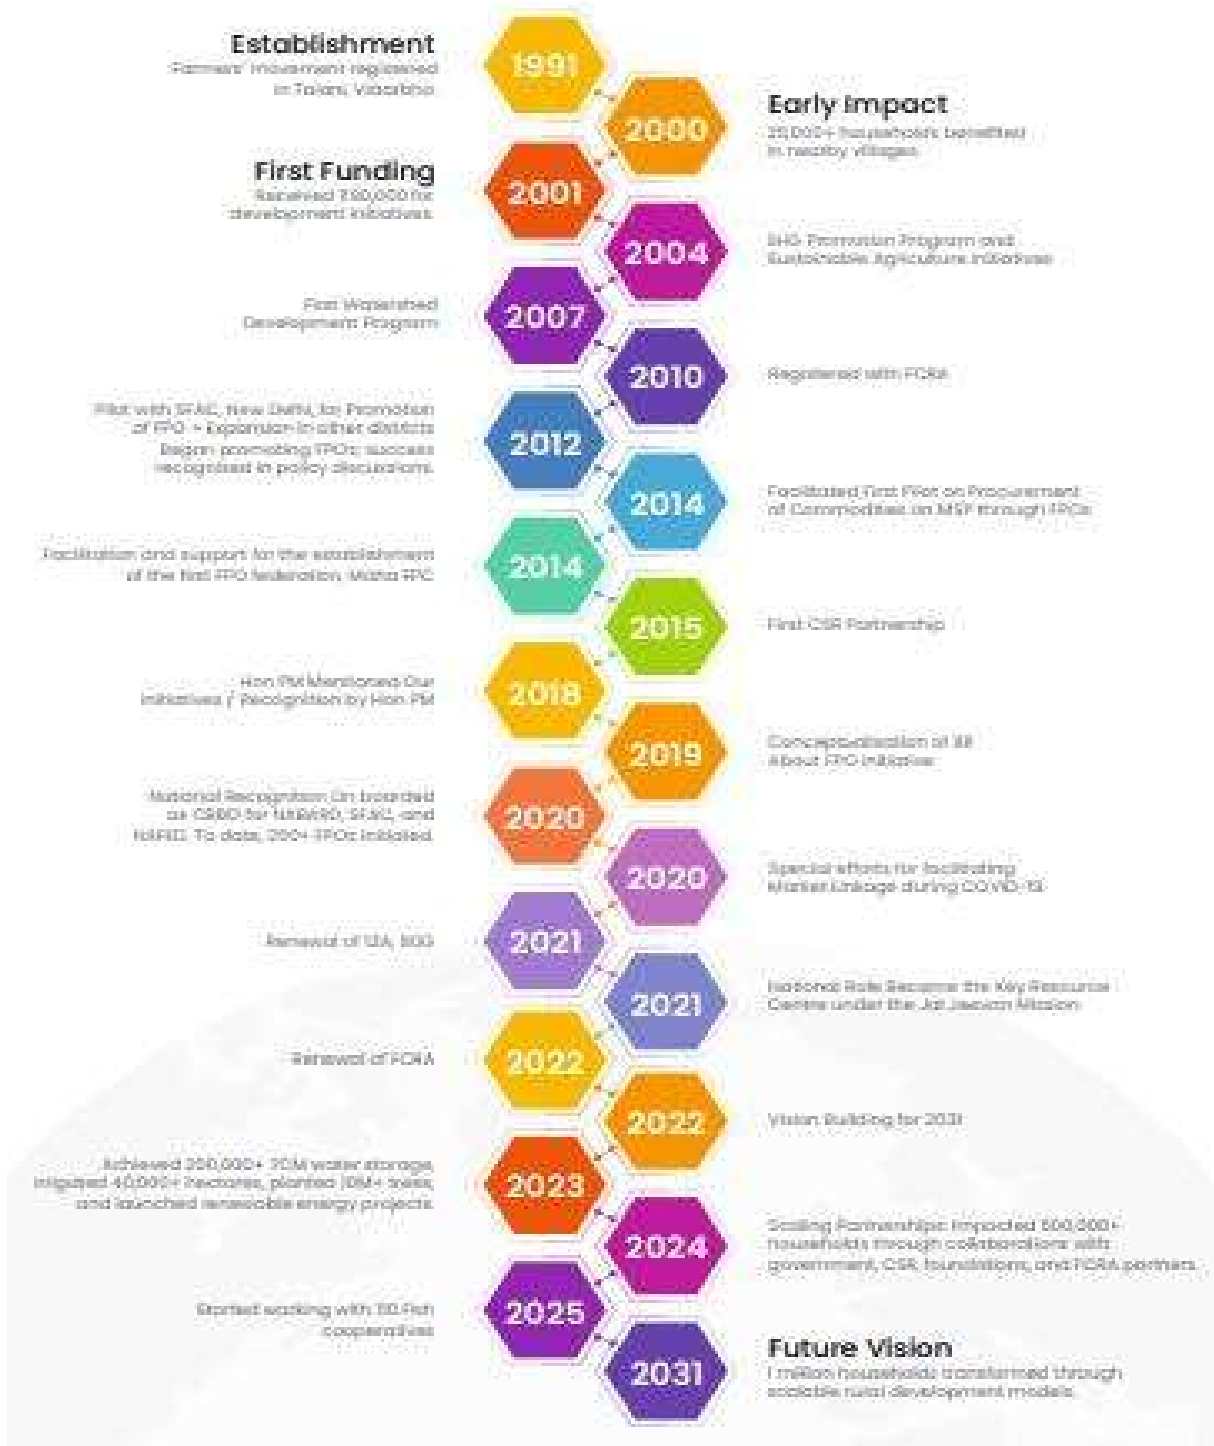 Establishment
1991
Farmers' movement registered
in Talani, Vidarbha.
2000
Early Impact
25,000+ households benefitted
in nearby villages.
First Funding
2001
Received
for
development initiatives.
2004
SHG Promotion Program and
Sustainable Agriculture Initiatives
First Watershed
Development Program
2007
2010
Registered with FCRA
Pilot with SFAC, New Delhi, for Promotion
of FPO - Expansion in other districts
Began promoting FPOs; success
recognised in policy discussions.
2012
2014
Facilitated First Pilot on Procurement
of Commodities on MSP through FPOs
Facilitation and support for the establishment
of the first FPO federation, Maha FPC
2014
2015
First CSR Partnership
Hon PM Mentioned Our
Initiatives / Recognition by Hon PM
2018
2019
Conceptualisation of All
About FPO Initiative
National Recognition On boarded
as CBBO for NABARD, SFAC, and
NAFED. To date, 200+ FPOs initiated.
2020
2020
Special efforts for facilitating
Market Linkage during COVID-19
Renewal of 12A, 80G
2021
2021
National Role Became the Key Resource
Centre under the Jal Jeevan Mission
Renewal of FCRA
2022
2022
Vision Building for 2031
Achieved 200,000+ TCM water storage,
irrigated 40,000+ hectares, planted trees,
and launched renewable energy projects.
2023
2024
Scaling Partnerships: Impacted 500,000+
households through collaborations with
government, CSR, foundations, and FCRA partners.
Started working with Fish
cooperatives
2025
2031
Future Vision
1 million households transformed through
scalable rural development models.